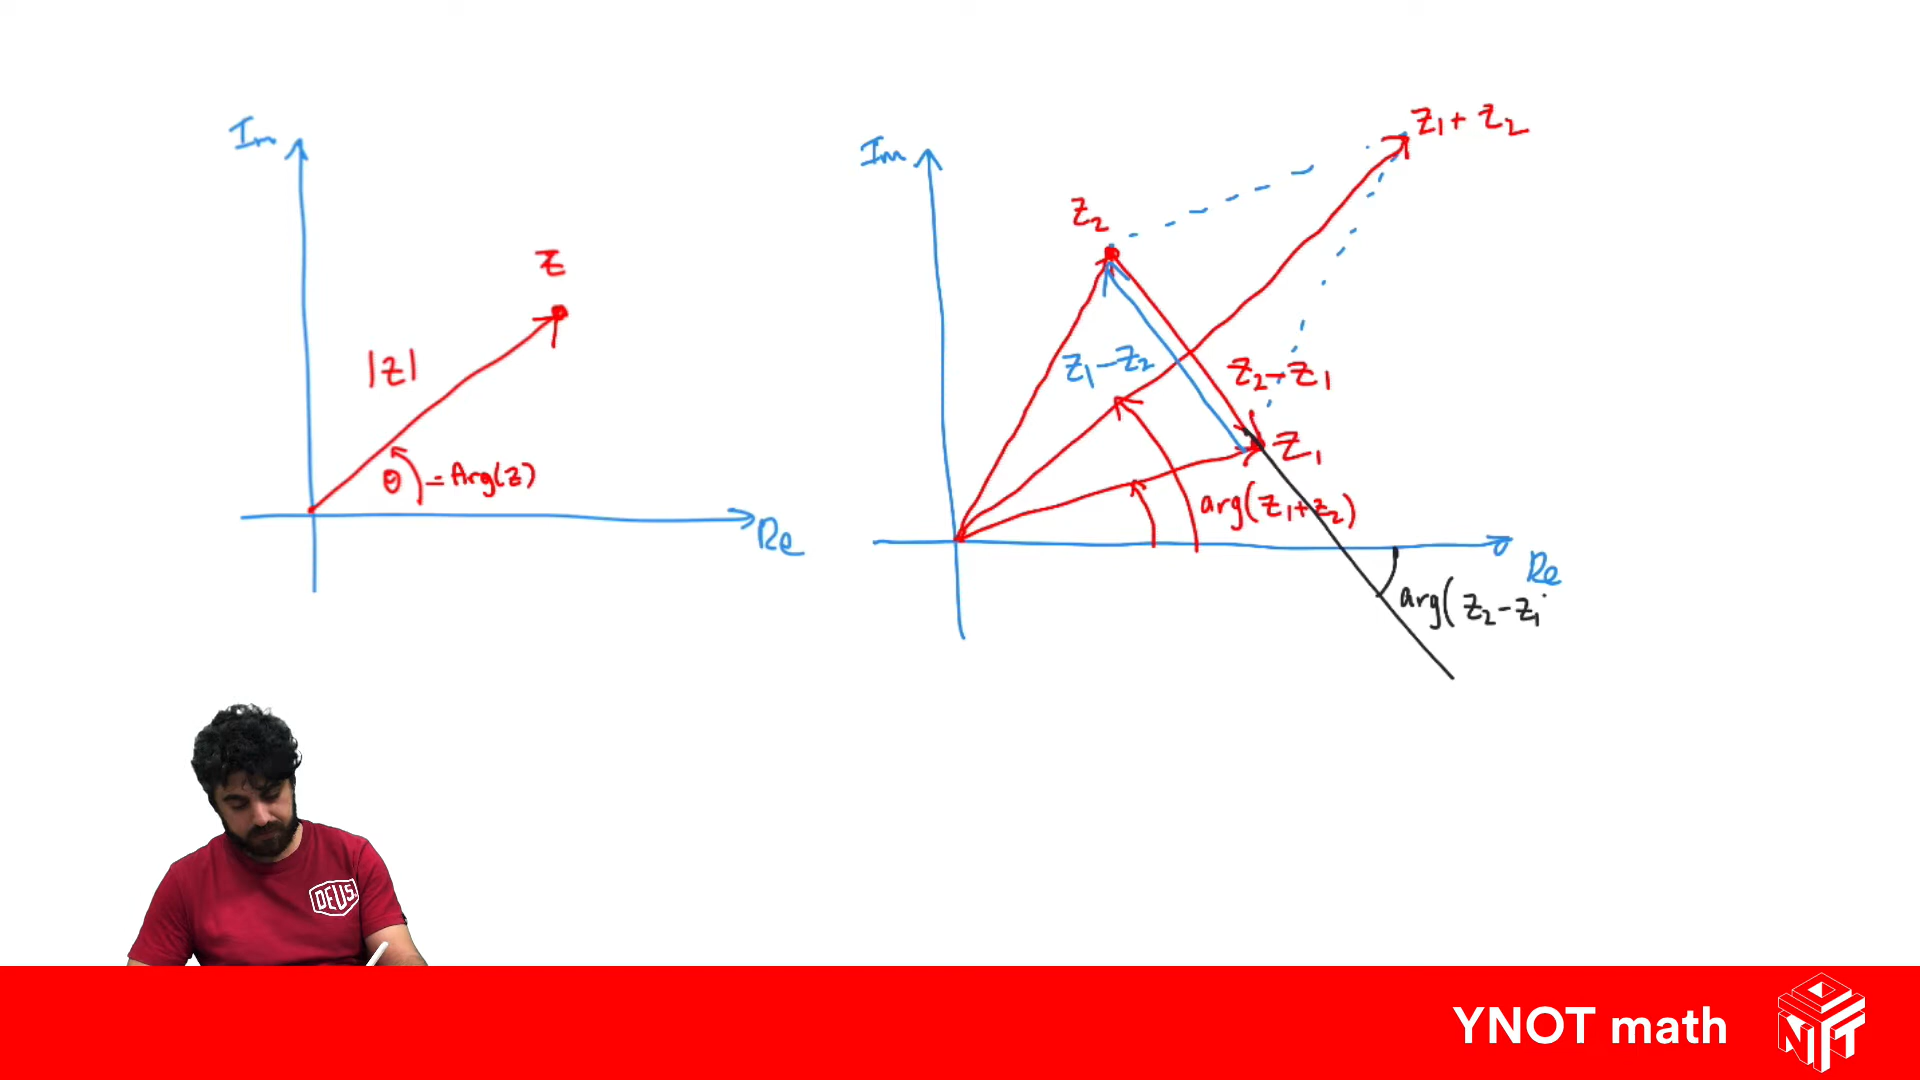 Im
z
|z|
θ = Arg(z)
Re
Im
z1 + z2
z2
z1 - z2
z2 - z1
z1
arg(z1+z2)
Re
arg(z2-z1
DEUS
YNOT math
YNOT